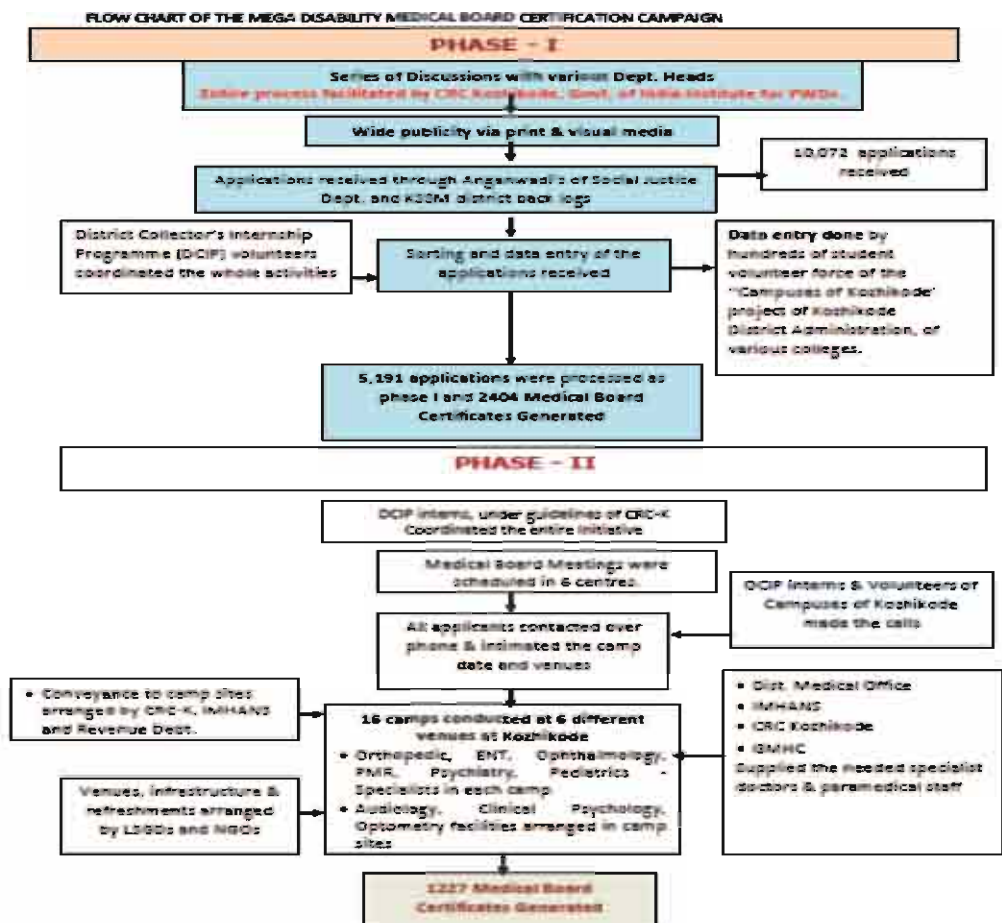 FLOW CHART OF THE MEGA DISABILITY MEDICAL BOARD CERTIFICATION CAMPAIGN
PHASE - I
Series of Discussions with various Dept. Heads
Entire process facilitated by CRC Kozhikode, Govt. of India Institute for PWDs.
Wide publicity via print & visual media
10,072 applications
received
Applications received through Anganwadi's of Social Justice
Dept. and KSSM district back logs
District Collector's Internship
Programme (DCIP) volunteers
coordinated the whole activities
Sorting and data entry of the
applications received
Data entry done by
hundreds of student
volunteer force of the
"Campuses of Kozhikode'
project of Kozhikode
District Administration, of
various colleges.
5,191 applications were processed as
phase I and 2404 Medical Board
Certificates Generated
PHASE - II
DCIP interns, under guidelines of CRC-K
Coordinated the entire initiative
Medical Board Meetings were
scheduled in 6 centres.
DCIP interns & Volunteers of
Campuses of Kozhikode
made the calls
All applicants contacted over
phone & intimated the camp
date and venues
• Conveyance to camp sites
arranged by CRC-K, IMHANS
and Revenue Dept.
16 camps conducted at 6 different
venues at Kozhikode
• Orthopedic, ENT, Ophthalmology,
PMR, Psychiatry, Pediatrics -
Specialists in each camp
• Audiology, Clinical Psychology,
Optometry facilities arranged in camp
sites
• Dist. Medical Office
• IMHANS
• CRC Kozhikode
• GMHC
Supplied the needed specialist
doctors & paramedical staff
Venues, infrastructure &
refreshments arranged
by LSGDs and NGOs
1227 Medical Board
Certificates Generated